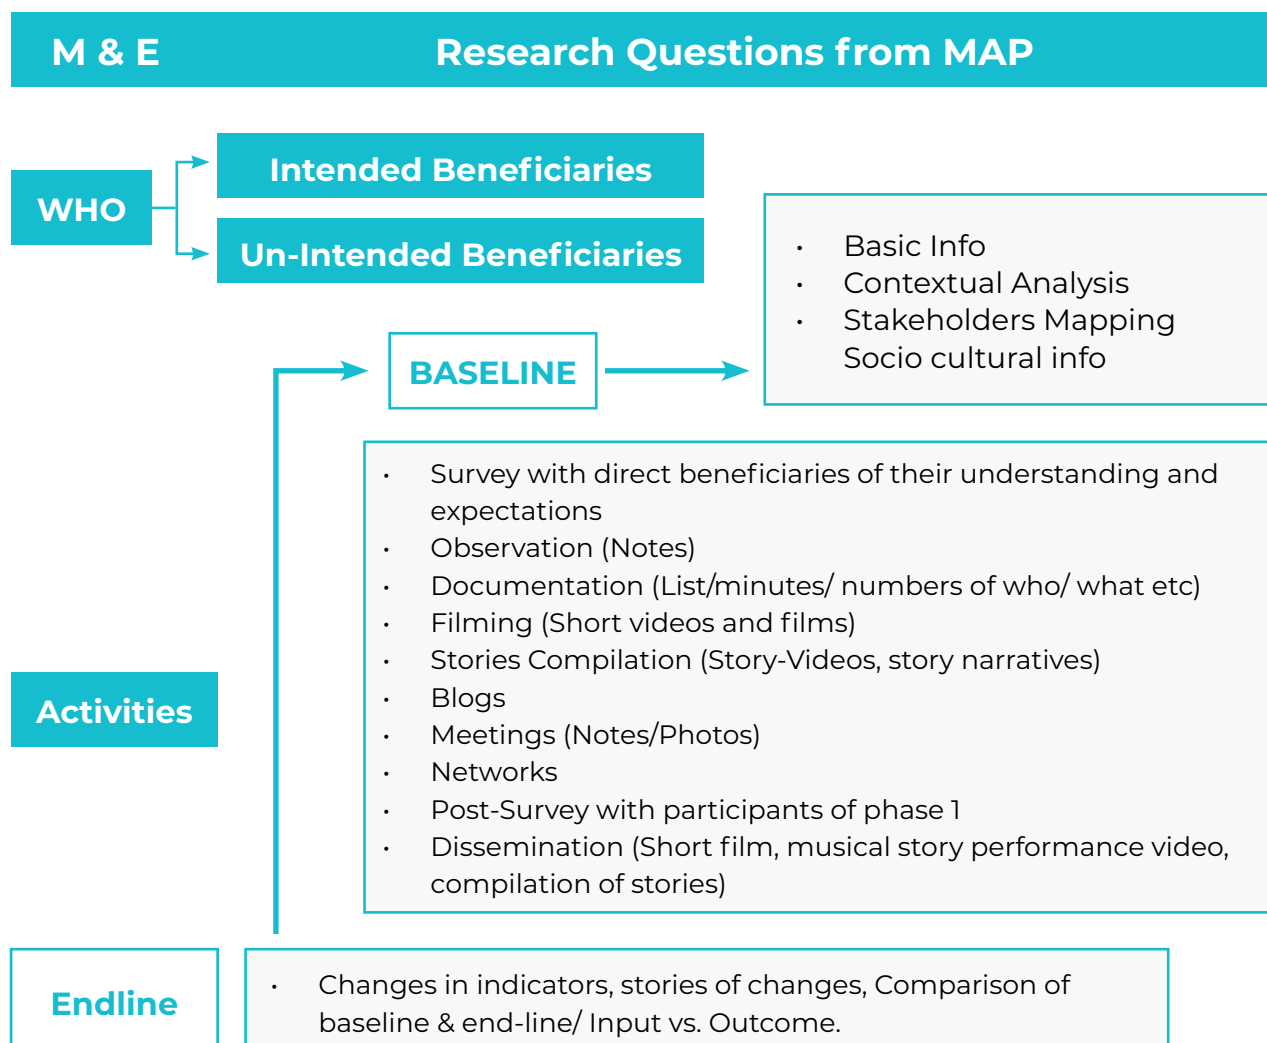 M & E Research Questions from MAP
WHO
Intended Beneficiaries
Un-Intended Beneficiaries
BASELINE
• Basic Info
• Contextual Analysis
• Stakeholders Mapping
Socio cultural info
Activities
• Survey with direct beneficiaries of their understanding and
expectations
• Observation (Notes)
• Documentation (List/minutes/ numbers of who/ what etc)
• Filming (Short videos and films)
• Stories Compilation (Story-Videos, story narratives)
• Blogs
• Meetings (Notes/Photos)
• Networks
• Post-Survey with participants of phase 1
• Dissemination (Short film, musical story performance video,
compilation of stories)
Endline
• Changes in indicators, stories of changes, Comparison of
baseline & end-line/ Input vs. Outcome.